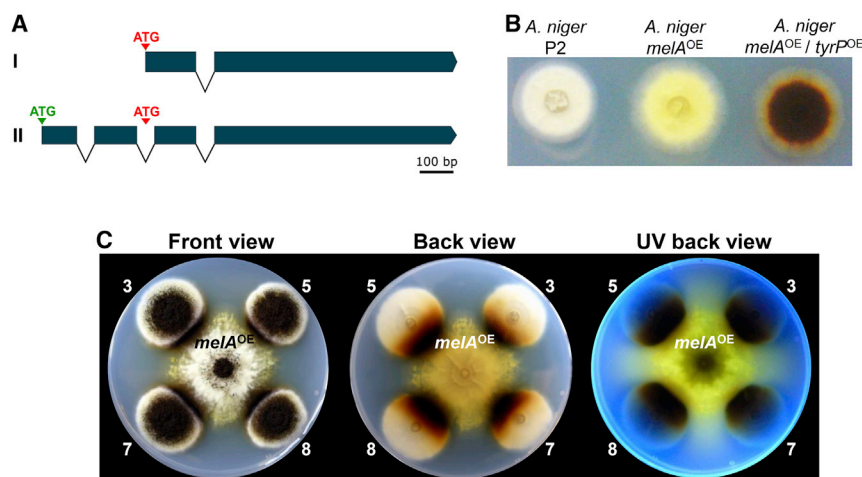 A
ATG
I
ATG
ATG
II
100 bp
B
A. niger
P2
A. niger
melA^OE
A. niger
melA^OE / tyrP^OE
C
Front view
Back view
UV back view
3
5
melA^OE
7
8
5
3
melA^OE
8
7
5
3
melA^OE
8
7